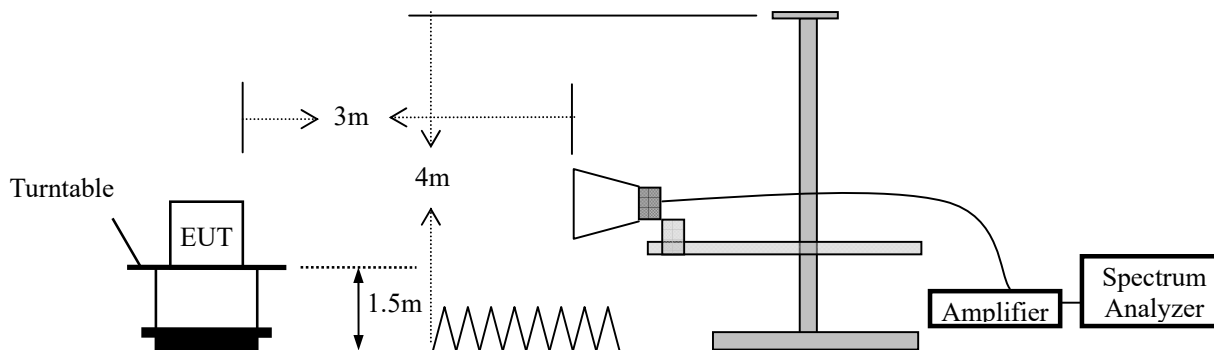 3m
4m
Turntable
EUT
1.5m
Amplifier
Spectrum
Analyzer